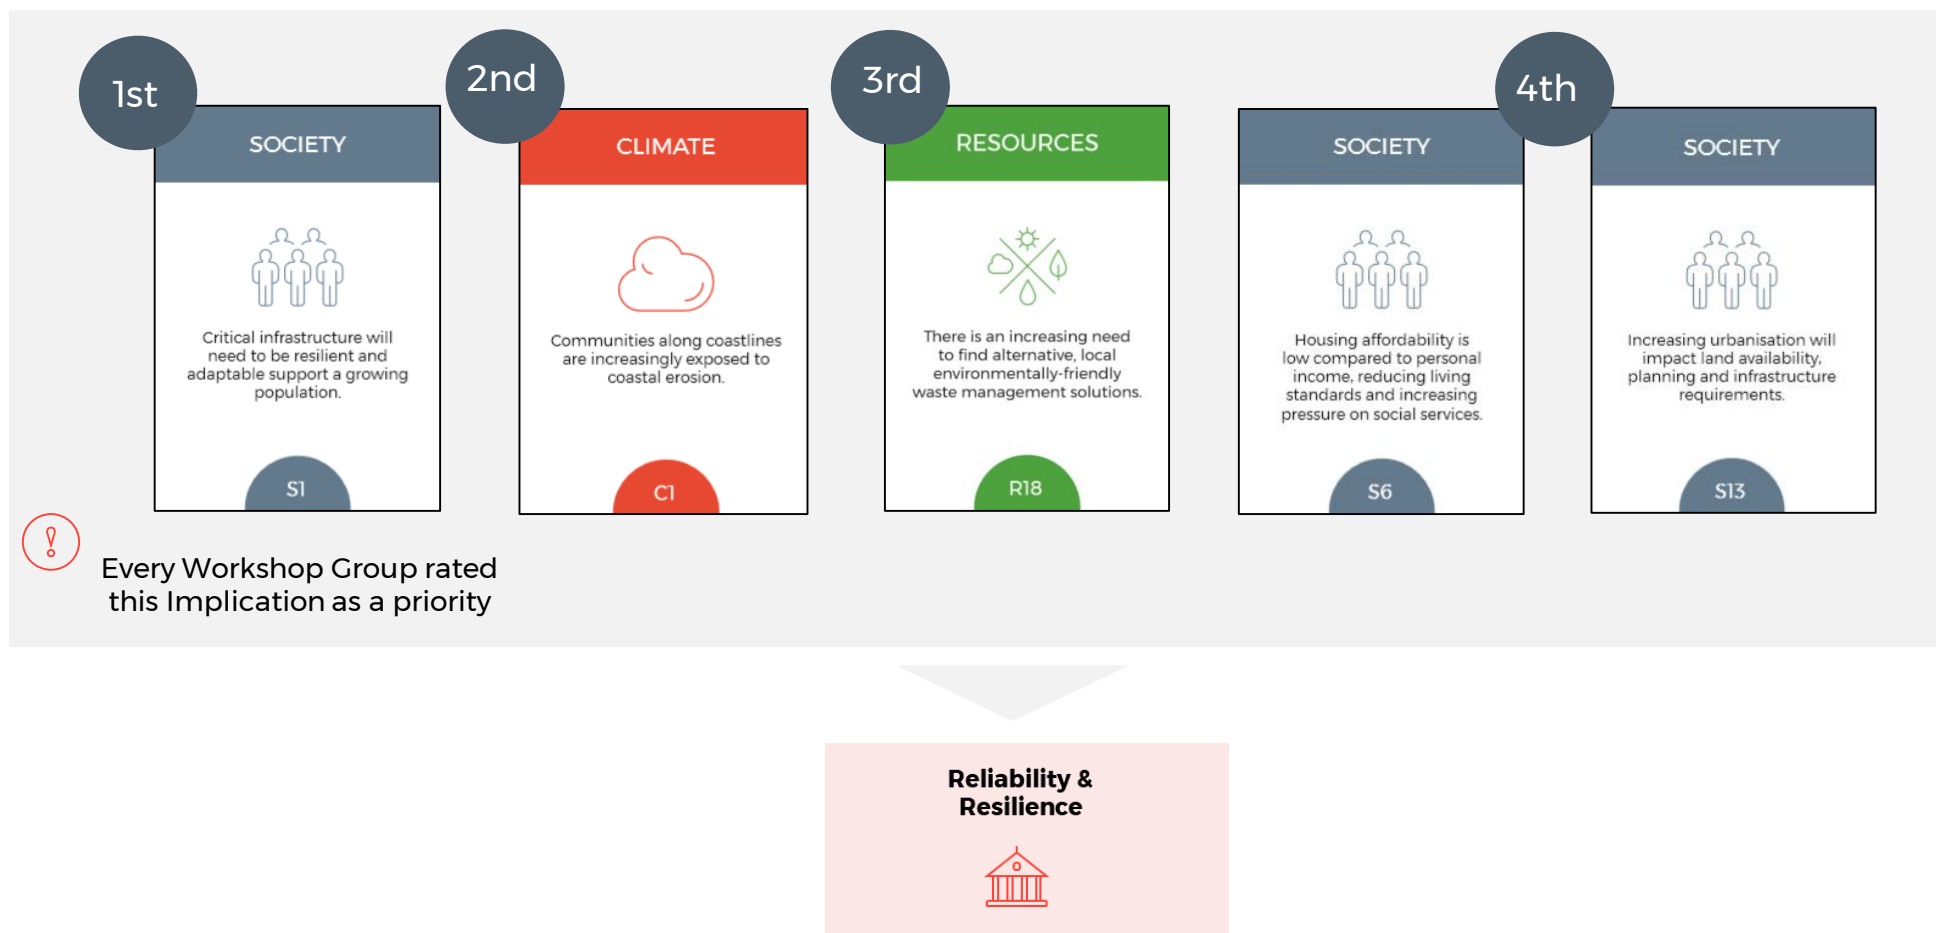 1st
SOCIETY
Critical infrastructure will
need to be resilient and
adaptable support a growing
population.
S1
2nd
CLIMATE
Communities along coastlines
are increasingly exposed to
coastal erosion.
C1
3rd
RESOURCES
There is an increasing need
to find alternative, local
environmentally-friendly
waste management solutions.
R18
4th
SOCIETY
Housing affordability is
low compared to personal
income, reducing living
standards and increasing
pressure on social services.
S6
SOCIETY
Increasing urbanisation will
impact land availability,
planning and infrastructure
requirements.
S13
Every Workshop Group rated
this Implication as a priority
Reliability &
Resilience